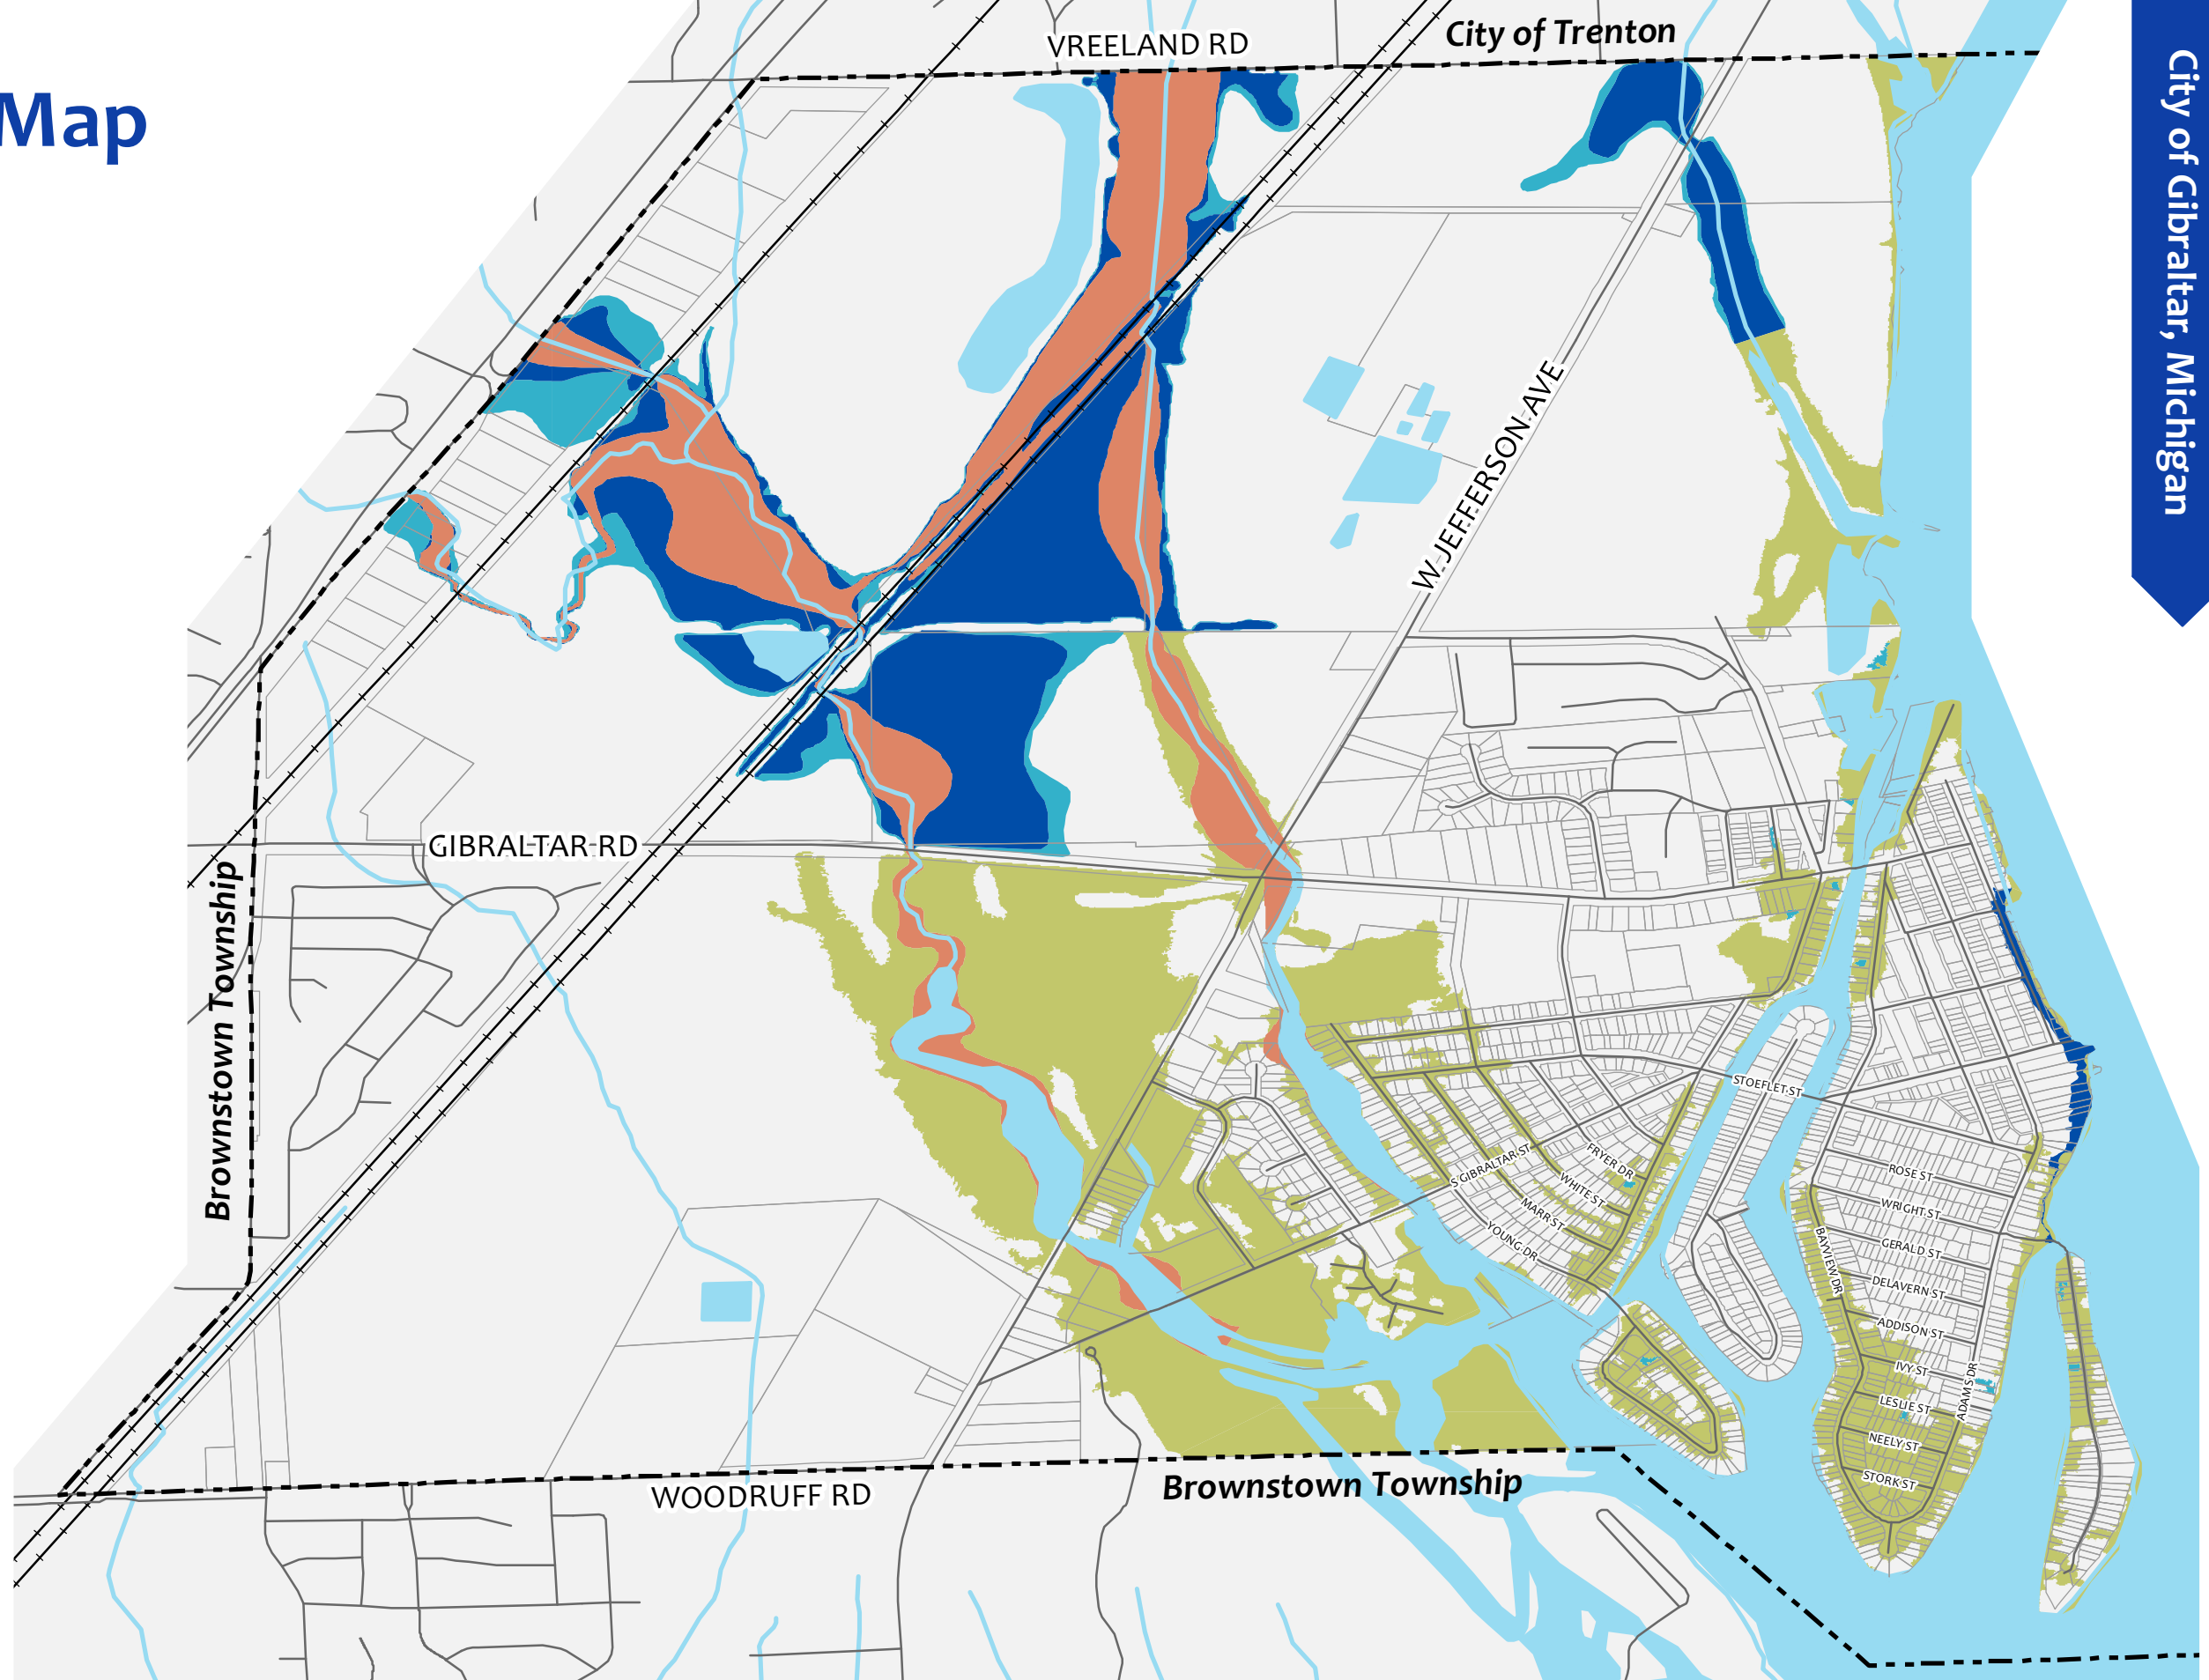 Map
City of Gibraltar, Michigan
VREELAND RD
City of Trenton
W JEFFERSON AVE
GIBRALTAR RD
Brownstown Township
STOEFLET ST
S GIBRALTAR ST
FRYER DR
WHITE ST
MARR ST
YOUNG DR
ROSE ST
WRIGHT ST
GERALD ST
BAYVIEW DR
DELAVERN ST
ADDISON ST
IVY ST
ADAMS DR
LESLIE ST
NEELY ST
STORK ST
Brownstown Township
WOODRUFF RD